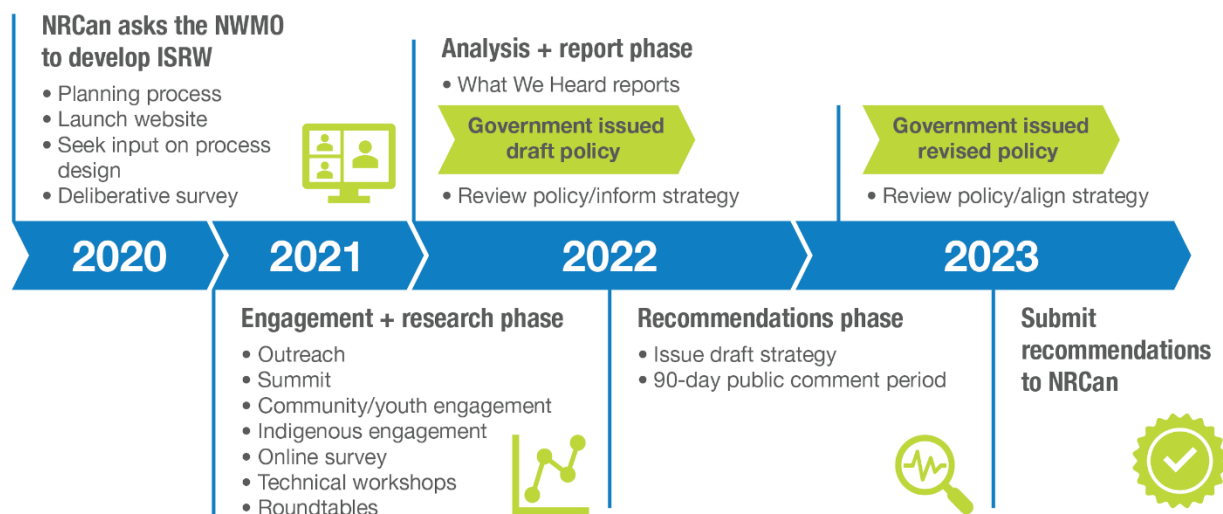 NRCan asks the NWMO
to develop ISRW
• Planning process
• Launch website
• Seek input on process
design
• Deliberative survey
Analysis + report phase
• What We Heard reports
Government issued
draft policy
• Review policy/inform strategy
Government issued
revised policy
• Review policy/align strategy
2020
2021
2022
2023
Engagement + research phase
• Outreach
• Summit
• Community/youth engagement
• Indigenous engagement
• Online survey
• Technical workshops
• Roundtables
Recommendations phase
• Issue draft strategy
• 90-day public comment period
Submit
recommendations
to NRCan